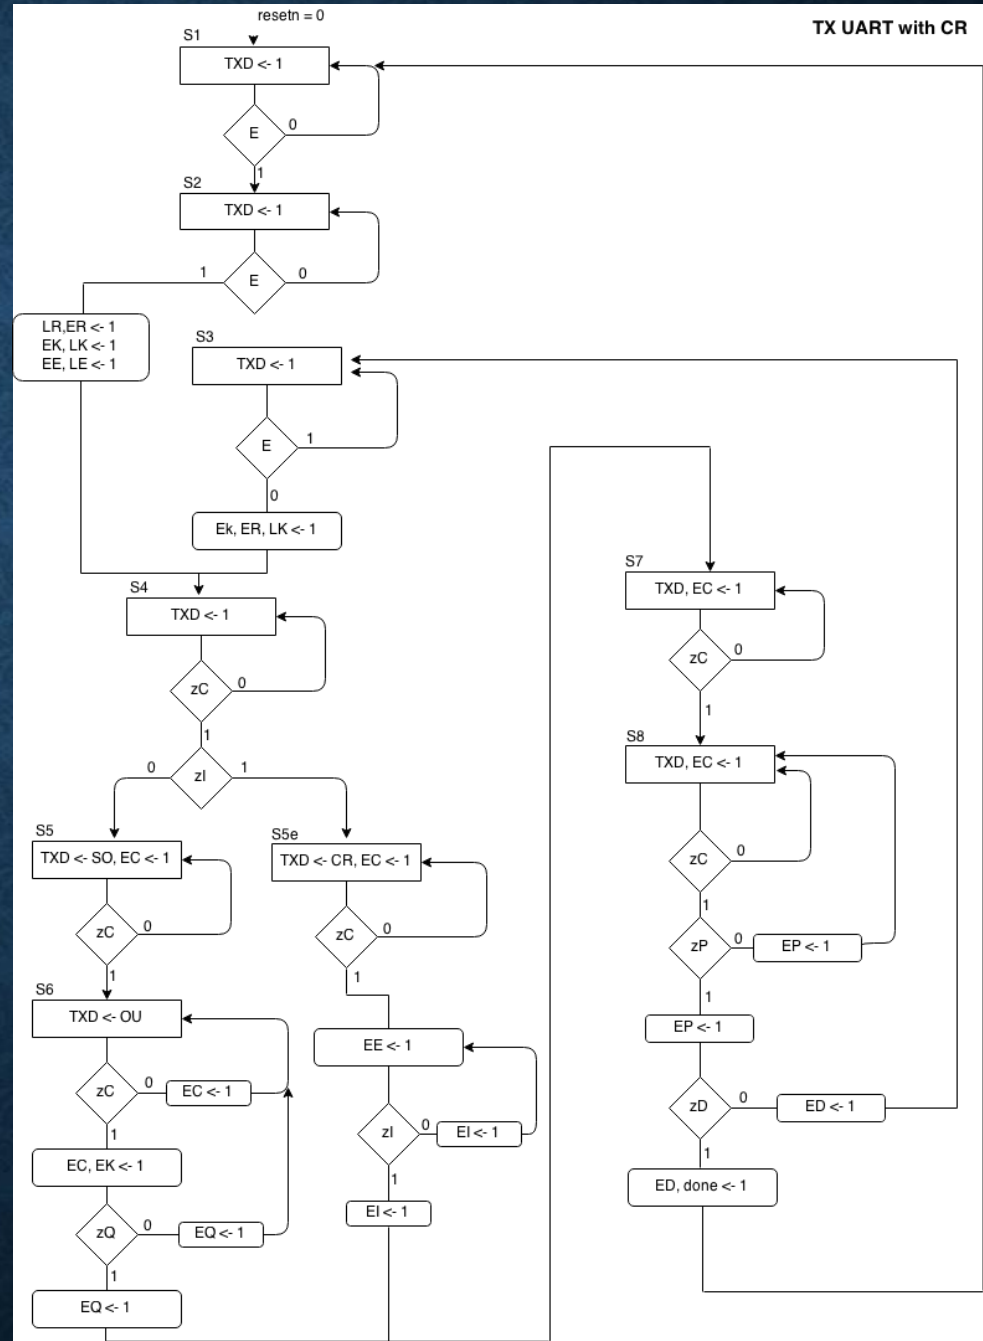 resetn = 0
TX UART with CR
S1
TXD <- 1
E
0
1
S2
TXD <- 1
E
1
0
LR,ER <- 1
EK, LK <- 1
EE, LE <- 1
S3
TXD <- 1
E
1
0
Ek, ER, LK <- 1
S4
TXD <- 1
zC
0
1
zI
0
1
S5
TXD <- SO, EC <- 1
zC
0
1
S6
TXD <- OU
zC
0
EC <- 1
1
EC, EK <- 1
zQ
0
EQ <- 1
1
EQ <- 1
S5e
TXD <- CR, EC <- 1
zC
0
1
EE <- 1
zI
0
EI <- 1
1
EI <- 1
S7
TXD, EC <- 1
zC
0
1
S8
TXD, EC <- 1
zC
0
1
zP
0
EP <- 1
1
EP <- 1
zD
0
ED <- 1
1
ED, done <- 1